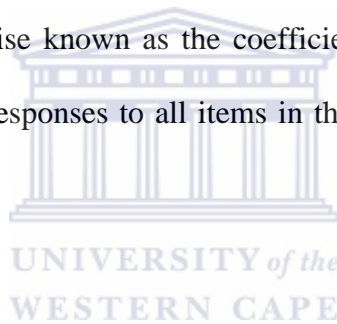 ise known as the coefficie
esponses to all items in th
UNIVERSITY of the
WESTERN CAPE